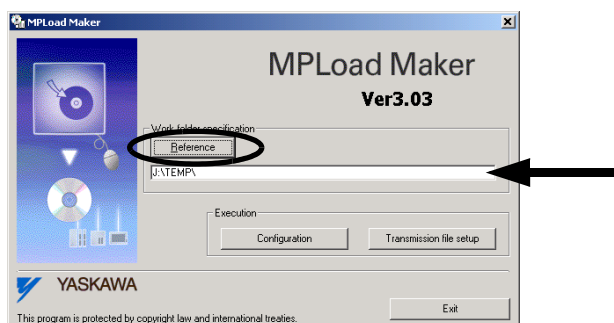 MPLoad Maker
MPLoad Maker
Ver3.03
Work folder specification
Reference
J:\TEMP\
Execution
Configuration
Transmission file setup
YASKAWA
This program is protected by copyright law and international treaties.
Exit